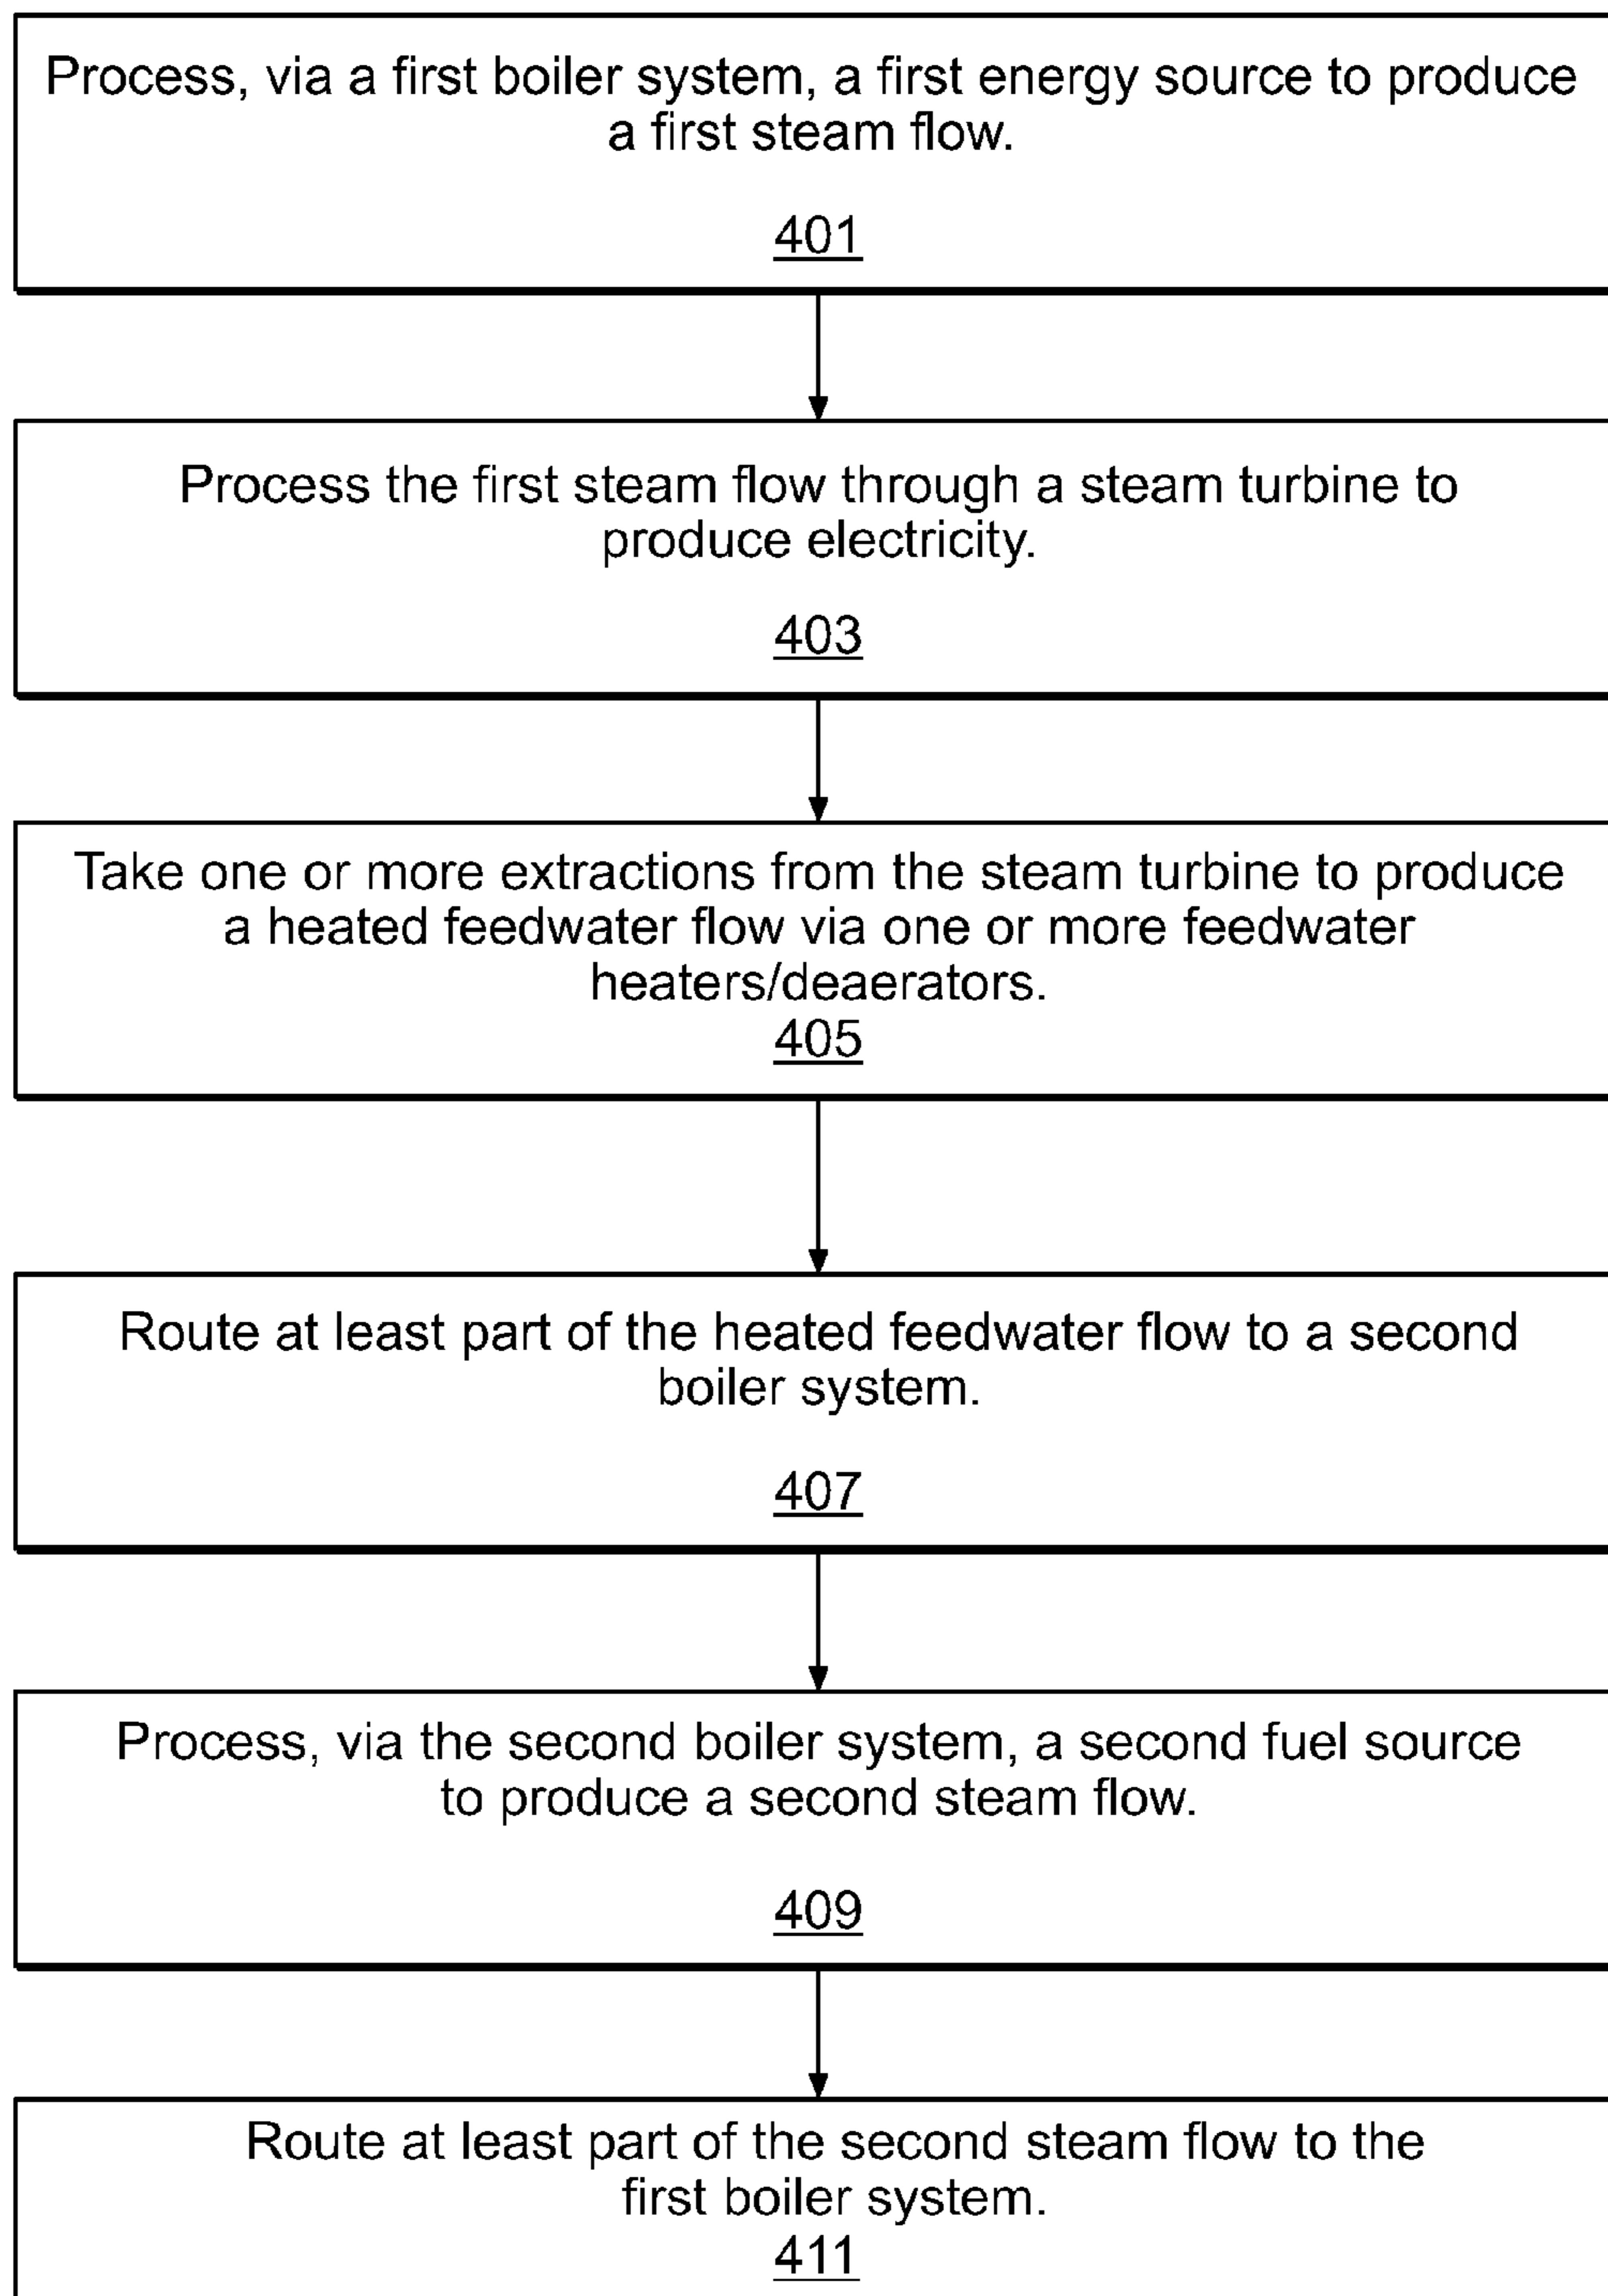 Process, via a first boiler system, a first energy source to produce
a first steam flow.
401
Process the first steam flow through a steam turbine to
produce electricity.
403
Take one or more extractions from the steam turbine to produce
a heated feedwater flow via one or more feedwater
heaters/deaerators.
405
Route at least part of the heated feedwater flow to a second
boiler system.
407
Process, via the second boiler system, a second fuel source
to produce a second steam flow.
409
Route at least part of the second steam flow to the
first boiler system.
411